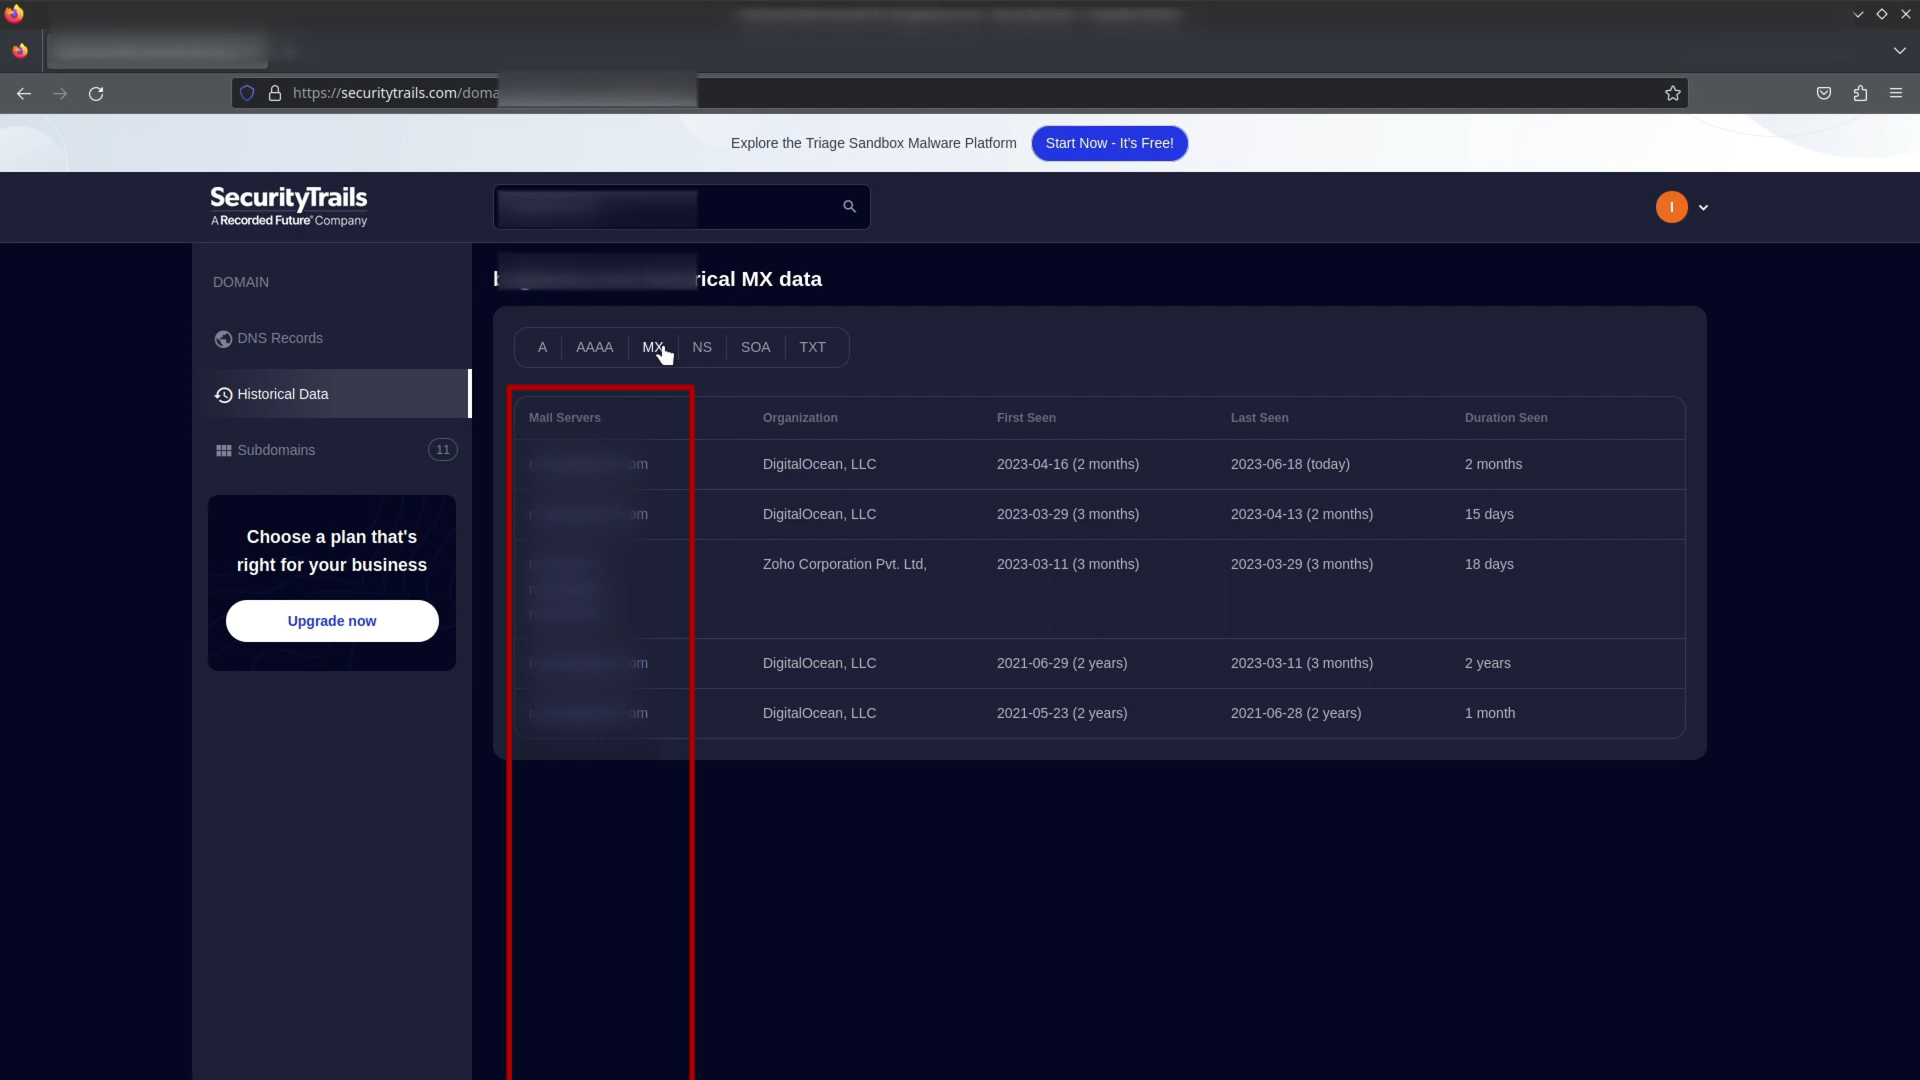 https://securitytrails.com/doma
Explore the Triage Sandbox Malware Platform
Start Now - It's Free!
SecurityTrails
A Recorded Future® Company
I
DOMAIN
DNS Records
Historical Data
Subdomains
11
Choose a plan that's
right for your business
Upgrade now
rical MX data
A AAAA MX NS SOA TXT
Mail Servers Organization First Seen Last Seen Duration Seen
om DigitalOcean, LLC 2023-04-16 (2 months) 2023-06-18 (today) 2 months
om DigitalOcean, LLC 2023-03-29 (3 months) 2023-04-13 (2 months) 15 days
Zoho Corporation Pvt. Ltd, 2023-03-11 (3 months) 2023-03-29 (3 months) 18 days
om DigitalOcean, LLC 2021-06-29 (2 years) 2023-03-11 (3 months) 2 years
om DigitalOcean, LLC 2021-05-23 (2 years) 2021-06-28 (2 years) 1 month